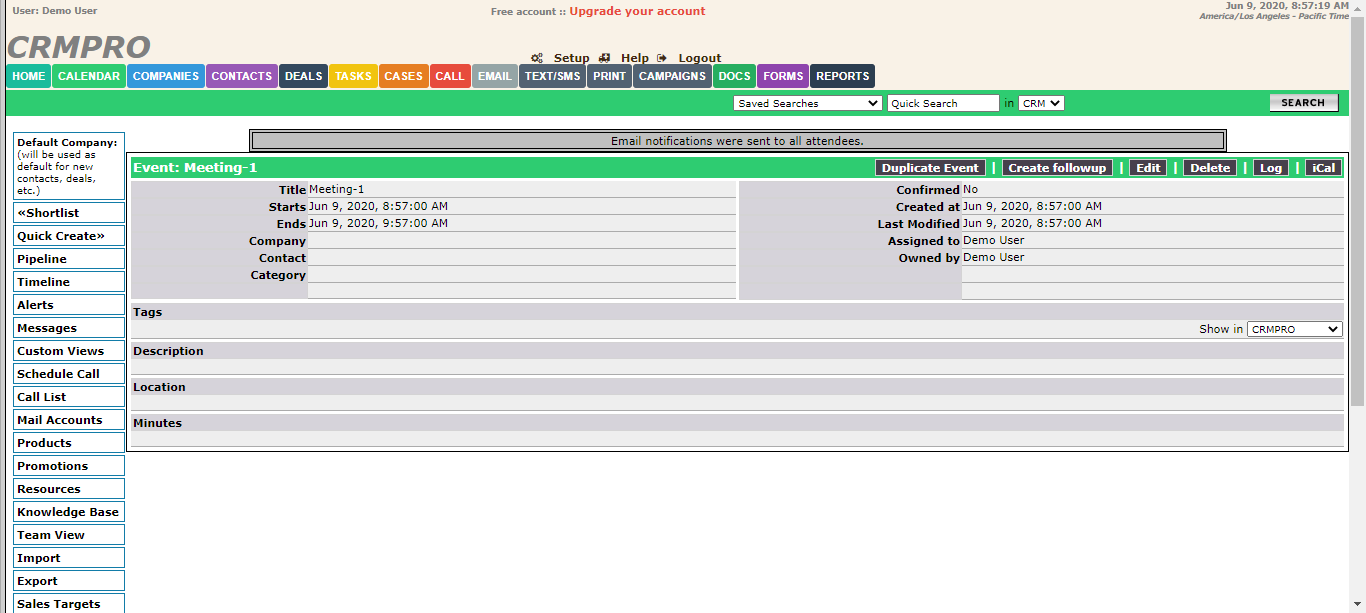 User: Demo User
Free account :: Upgrade your account
Jun 9, 2020, 8:57:19 AM
America/Los Angeles - Pacific Time
CRMPRO
Setup Help Logout
HOME CALENDAR COMPANIES CONTACTS DEALS TASKS CASES CALL EMAIL TEXT/SMS PRINT CAMPAIGNS DOCS FORMS REPORTS
Saved Searches Quick Search in CRM SEARCH
Default Company:
(will be used as
default for new
contacts, deals,
etc.)
«Shortlist
Quick Create»
Pipeline
Timeline
Alerts
Messages
Custom Views
Schedule Call
Call List
Mail Accounts
Products
Promotions
Resources
Knowledge Base
Team View
Import
Export
Sales Targets
Email notifications were sent to all attendees.
Event: Meeting-1 Duplicate Event | Create followup | Edit | Delete | Log | iCal
Title Meeting-1
Starts Jun 9, 2020, 8:57:00 AM
Ends Jun 9, 2020, 9:57:00 AM
Company
Contact
Category
Confirmed No
Created at Jun 9, 2020, 8:57:00 AM
Last Modified Jun 9, 2020, 8:57:00 AM
Assigned to Demo User
Owned by Demo User
Tags
Show in CRMPRO
Description
Location
Minutes